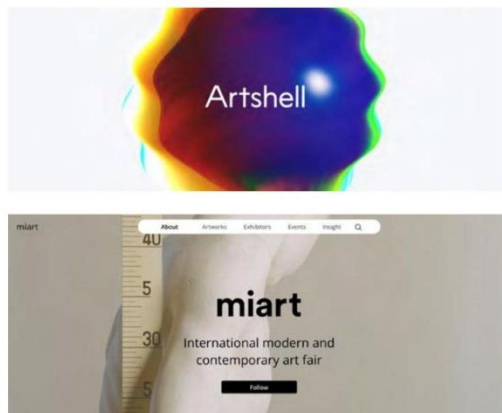 Artshell
miart
About Artworks Exhibitors Events Insight
40
5
miart
30
International modern and
contemporary art fair
Follow
5